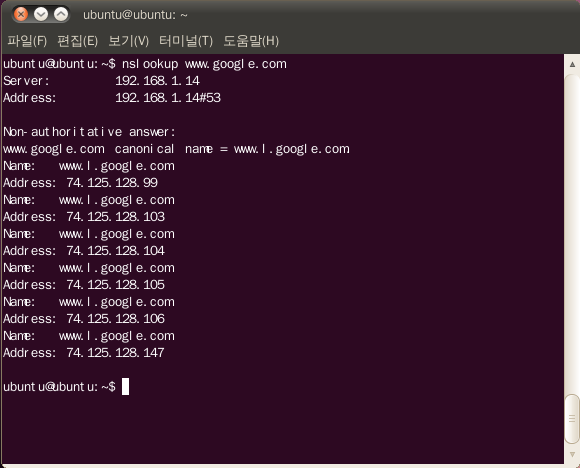 ubuntu@ubuntu: ~
파일(F) 편집(E) 보기(V) 터미널(T) 도움말(H)
ubuntu@ubuntu:~$ nslookup www.google.com
Server: 192.168.1.14
Address: 192.168.1.14#53
Non-authoritative answer:
www.google.com canonical name = www.l.google.com.
Name: www.l.google.com
Address: 74.125.128.99
Name: www.l.google.com
Address: 74.125.128.103
Name: www.l.google.com
Address: 74.125.128.104
Name: www.l.google.com
Address: 74.125.128.105
Name: www.l.google.com
Address: 74.125.128.106
Name: www.l.google.com
Address: 74.125.128.147
ubuntu@ubuntu:~$